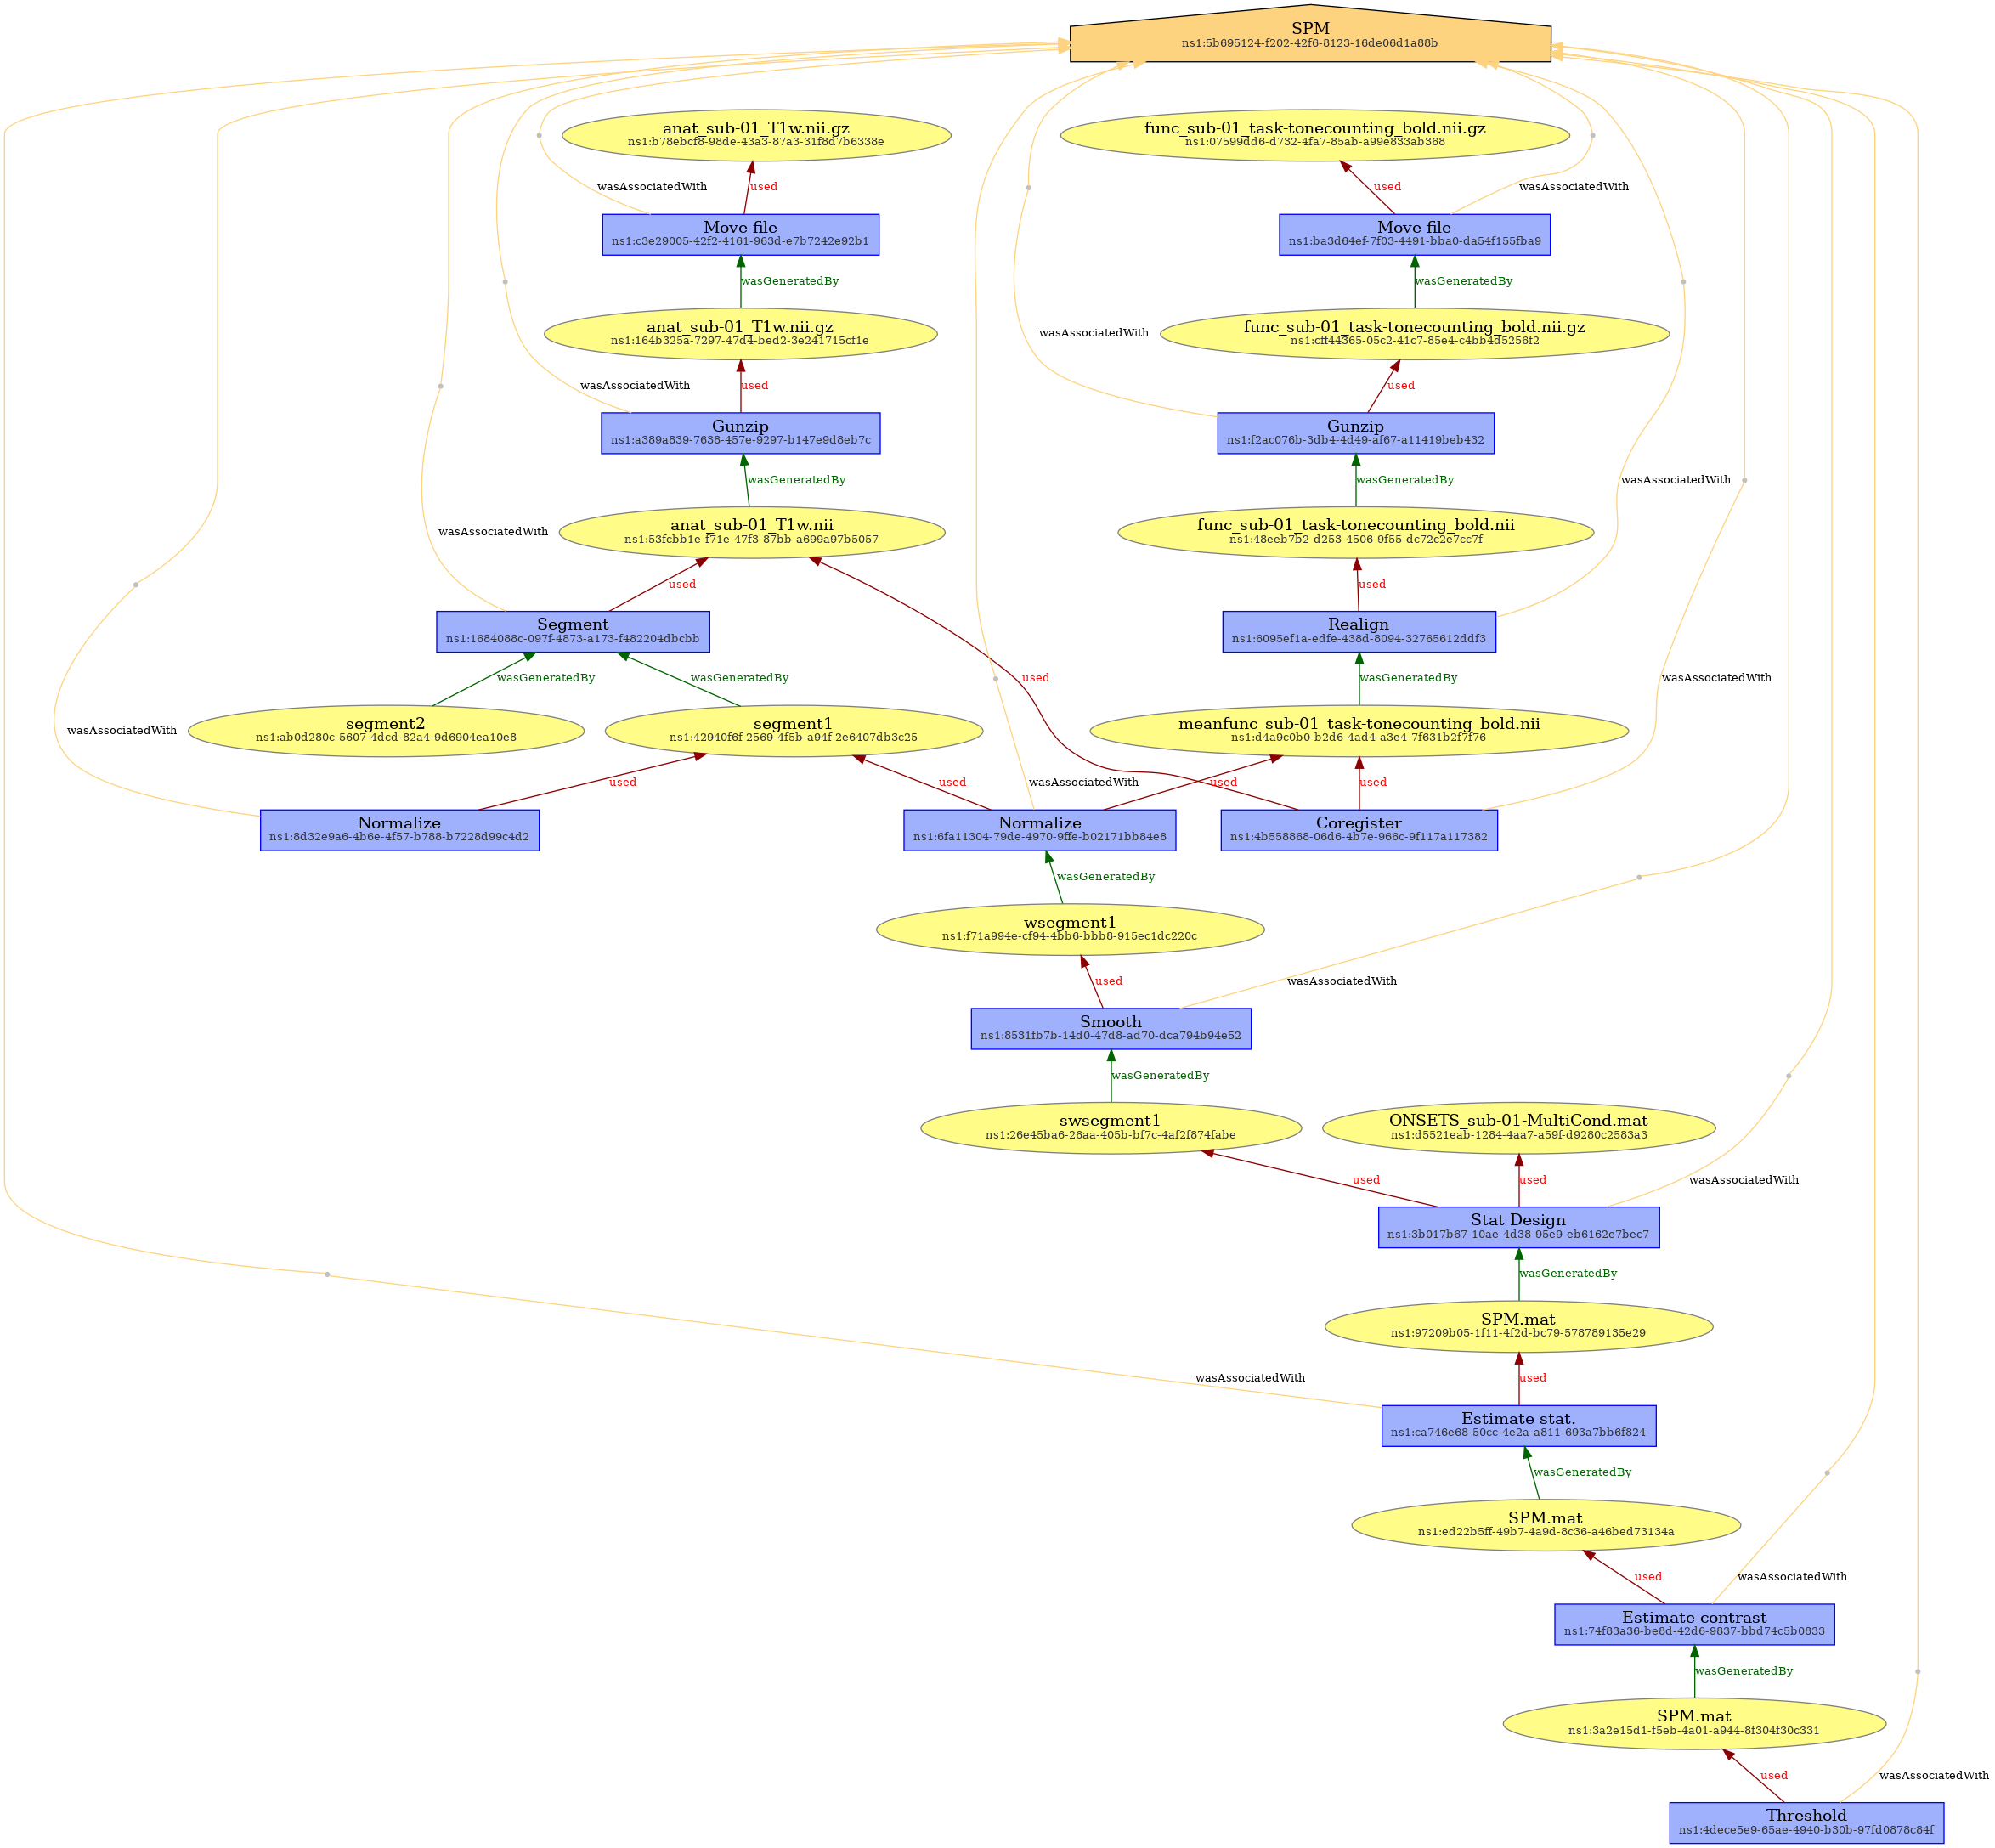 SPM
ns1:5b695124-f202-42f6-8123-16de06d1a88b
anat_sub-01_T1w.nii.gz
ns1:b78ebcf8-98de-43a3-87a3-31f8d7b6338e
func_sub-01_task-tonecounting_bold.nii.gz
ns1:07599dd6-d732-4fa7-85ab-a99e833ab368
wasAssociatedWith
used
used
wasAssociatedWith
Move file
ns1:c3e29005-42f2-4161-963d-e7b7242e92b1
Move file
ns1:ba3d64ef-7f03-4491-bba0-da54f155fba9
wasGeneratedBy
wasGeneratedBy
anat_sub-01_T1w.nii.gz
ns1:164b325a-7297-47d4-bed2-3e241715cf1e
wasAssociatedWith
func_sub-01_task-tonecounting_bold.nii.gz
ns1:cff44365-05c2-41c7-85e4-c4bb4d5256f2
wasAssociatedWith
used
used
Gunzip
ns1:a389a839-7638-457e-9297-b147e9d8eb7c
Gunzip
ns1:f2ac076b-3db4-4d49-af67-a11419beb432
wasGeneratedBy
wasGeneratedBy
wasAssociatedWith
wasAssociatedWith
anat_sub-01_T1w.nii
ns1:53fcbb1e-f71e-47f3-87bb-a699a97b5057
func_sub-01_task-tonecounting_bold.nii
ns1:48eeb7b2-d253-4506-9f55-dc72c2e7cc7f
used
used
Segment
ns1:1684088c-097f-4873-a173-f482204dbcbb
Realign
ns1:6095ef1a-edfe-438d-8094-32765612ddf3
wasGeneratedBy
wasGeneratedBy
used
wasGeneratedBy
wasAssociatedWith
wasAssociatedWith
segment2
ns1:ab0d280c-5607-4dcd-82a4-9d6904ea10e8
segment1
ns1:42940f6f-2569-4f5b-a94f-2e6407db3c25
meanfunc_sub-01_task-tonecounting_bold.nii
ns1:d4a9c0b0-b2d6-4ad4-a3e4-7f631b2f7f76
used
used
wasAssociatedWith
used
used
Normalize
ns1:8d32e9a6-4b6e-4f57-b788-b7228d99c4d2
Normalize
ns1:6fa11304-79de-4970-9ffe-b02171bb84e8
Coregister
ns1:4b558868-06d6-4b7e-966c-9f117a117382
wasGeneratedBy
wsegment1
ns1:f71a994e-cf94-4bb6-bbb8-915ec1dc220c
used
wasAssociatedWith
Smooth
ns1:8531fb7b-14d0-47d8-ad70-dca794b94e52
wasGeneratedBy
swsegment1
ns1:26e45ba6-26aa-405b-bf7c-4af2f874fabe
ONSETS_sub-01-MultiCond.mat
ns1:d5521eab-1284-4aa7-a59f-d9280c2583a3
used
used
wasAssociatedWith
Stat Design
ns1:3b017b67-10ae-4d38-95e9-eb6162e7bec7
wasGeneratedBy
SPM.mat
ns1:97209b05-1f11-4f2d-bc79-578789135e29
wasAssociatedWith
used
Estimate stat.
ns1:ca746e68-50cc-4e2a-a811-693a7bb6f824
wasGeneratedBy
SPM.mat
ns1:ed22b5ff-49b7-4a9d-8c36-a46bed73134a
used
wasAssociatedWith
Estimate contrast
ns1:74f83a36-be8d-42d6-9837-bbd74c5b0833
wasGeneratedBy
SPM.mat
ns1:3a2e15d1-f5eb-4a01-a944-8f304f30c331
used
wasAssociatedWith
Threshold
ns1:4dece5e9-65ae-4940-b30b-97fd0878c84f